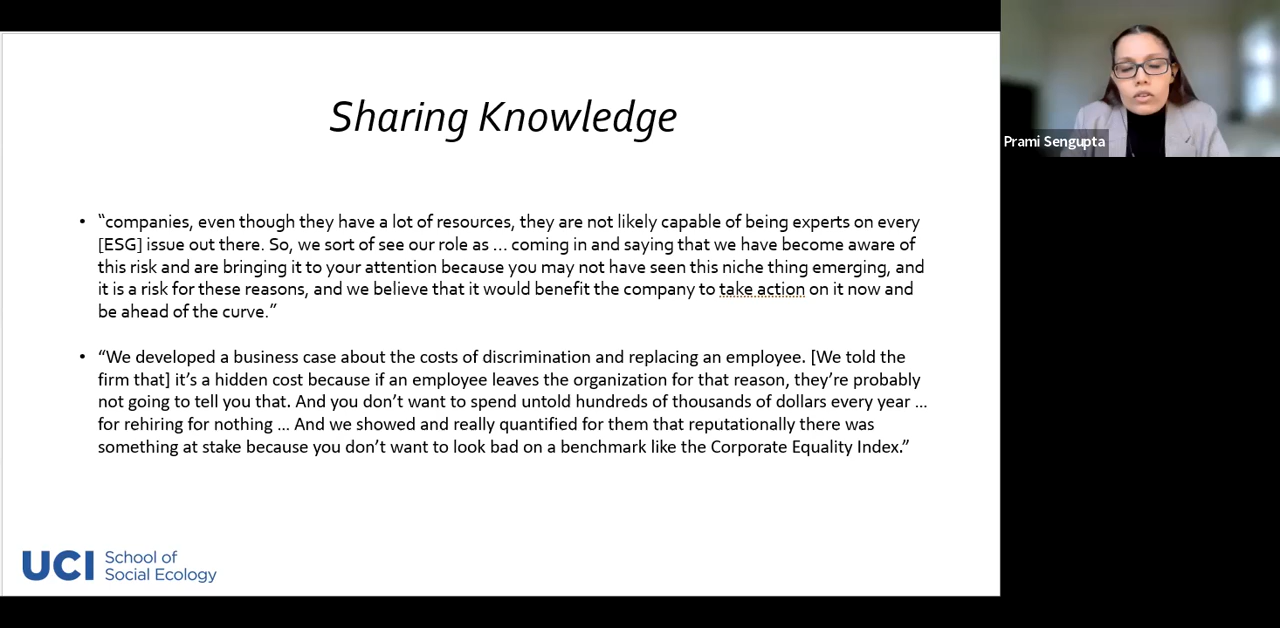 Sharing Knowledge
• “companies, even though they have a lot of resources, they are not likely capable of being experts on every
[ESG] issue out there. So, we sort of see our role as … coming in and saying that we have become aware of
this risk and are bringing it to your attention because you may not have seen this niche thing emerging, and
it is a risk for these reasons, and we believe that it would benefit the company to take action on it now and
be ahead of the curve.”
• “We developed a business case about the costs of discrimination and replacing an employee. [We told the
firm that] it’s a hidden cost because if an employee leaves the organization for that reason, they’re probably
not going to tell you that. And you don’t want to spend untold hundreds of thousands of dollars every year …
for rehiring for nothing … And we showed and really quantified for them that reputationally there was
something at stake because you don’t want to look bad on a benchmark like the Corporate Equality Index.”
UCI School of
Social Ecology
Prami Sengupta